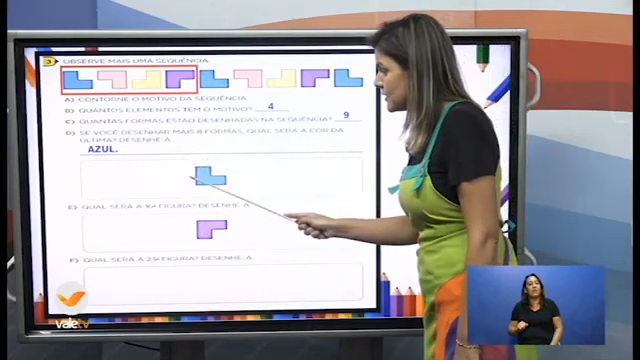 3 OBSERVE MAIS UMA SEQUÊNCIA.
A) CONTORNE O MOTIVO DA SEQUÊNCIA.
B) QUANTOS ELEMENTOS TEM O MOTIVO? 4
C) QUANTAS FORMAS ESTÃO DESENHADAS NA SEQUÊNCIA? 9
D) SE VOCÊ DESENHAR MAIS 8 FORMAS, QUAL SERÁ A COR DA
ÚLTIMA? DESENHE-A.
AZUL.
E) QUAL SERÁ A 16ª FIGURA? DESENHE-A.
F) QUAL SERÁ A 23ª FIGURA? DESENHE-A.
vale tv